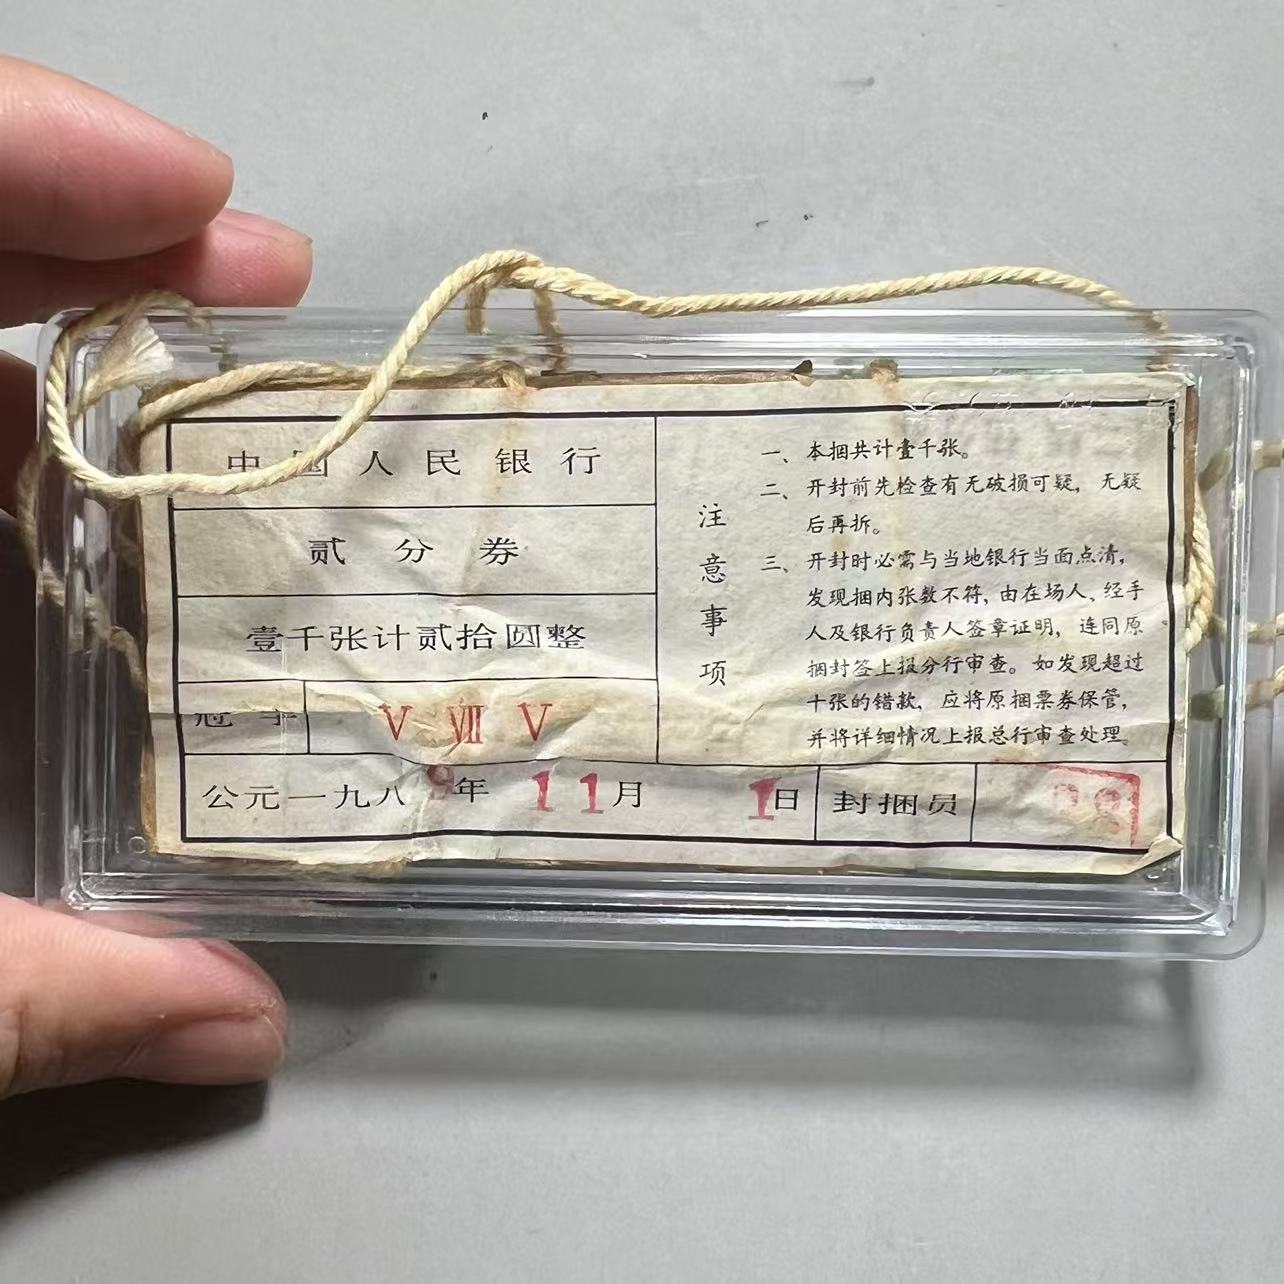 中国人民银行
贰分券
壹千张计贰拾圆整
冠字 V Ⅷ V
公元一九八9年11月1日 封捆员
注意事项
一、本捆共计壹千张。
二、开封前先检查有无破损可疑，无疑
后再拆。
三、开封时必需与当地银行当面点清，
发现捆内张数不符，由在场人、经手
人及银行负责人签章证明，连同原
捆封签上报分行审查。如发现超过
十张的错款，应将原捆票券保管，
并将详细情况上报总行审查处理。